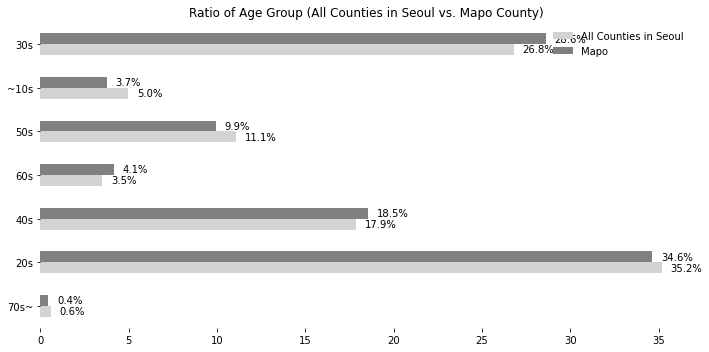 Ratio of Age Group (All Counties in Seoul vs. Mapo County)
All Counties in Seoul
Mapo
30s
28.6%
26.8%
~10s
3.7%
5.0%
50s
9.9%
11.1%
60s
4.1%
3.5%
40s
18.5%
17.9%
20s
34.6%
35.2%
70s~
0.4%
0.6%
0 5 10 15 20 25 30 35